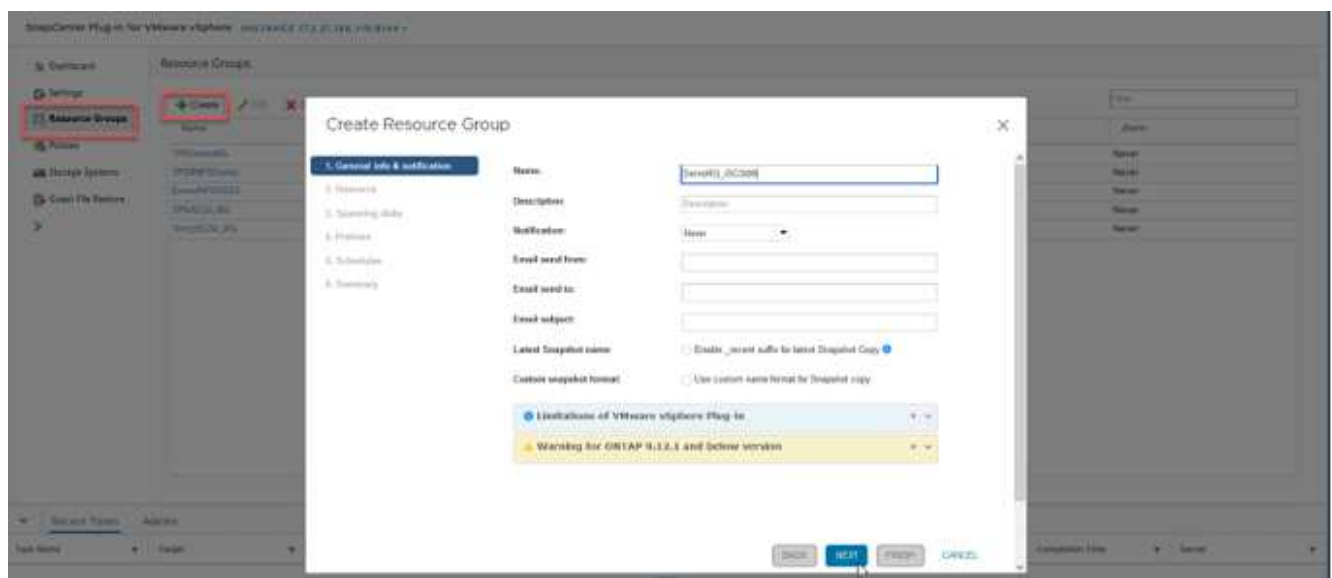 SnapCenter Plug-in for VMware vSphere
Dashboard
Settings
Resource Groups
Policies
Storage Systems
Guest File Restore
Resource Groups
Create
Name
Never
Never
Never
Never
Never
Create Resource Group
1. General info & notification
2. Resource
3. Spanning disks
4. Policies
5. Schedules
6. Summary
Name:
Description:
Description
Notification:
Never
Email send from:
Email send to:
Email subject:
Latest Snapshot name
Enable _recent suffix for latest Snapshot Copy
Custom snapshot format:
Use custom name format for Snapshot copy
Limitations of VMware vSphere Plug-in
Warning for ONTAP 9.12.1 and below version
BACK NEXT FINISH CANCEL
Recent Tasks Alarms
Task Name Target Completion Time Server